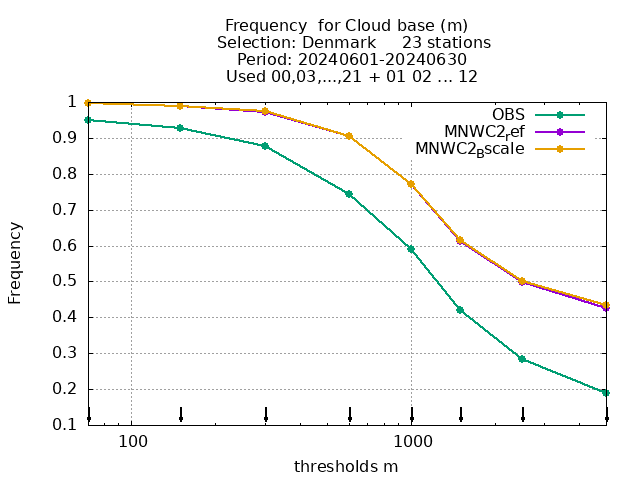 Frequency  for Cloud base (m)
Selection: Denmark     23 stations
Period: 20240601-20240630
Used 00,03,...,21 + 01 02 ... 12
OBS
MNWC2ref
MNWC2Bscale
1
0.9
0.8
0.7
0.6
0.5
0.4
0.3
0.2
0.1
Frequency
100 1000
thresholds m